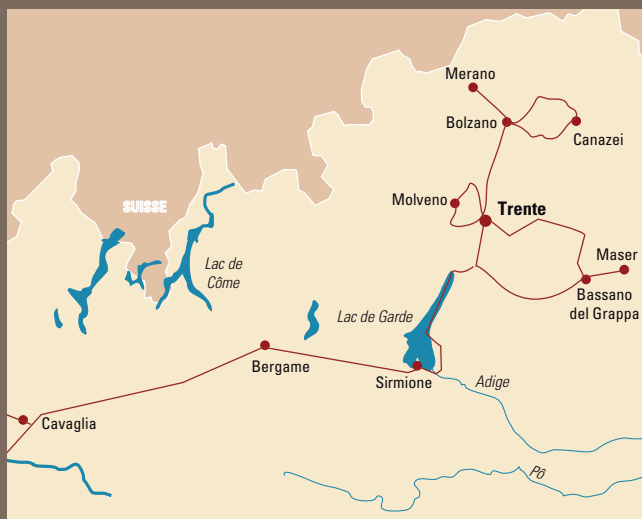 Merano
Bolzano
Canazei
Molveno
Trente
SUISSE
Maser
Lac de
Côme
Bassano
del Grappa
Lac de Garde
Bergame
Sirmione
Adige
Cavaglia
Pô